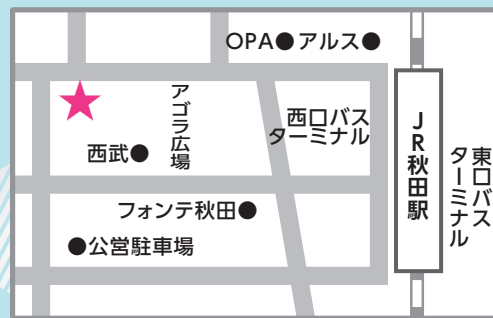 OPA●アルス●
アゴラ広場
西武●
西口バス
ターミナル
JR秋田駅
東口バス
ターミナル
フォンテ秋田●
●公営駐車場